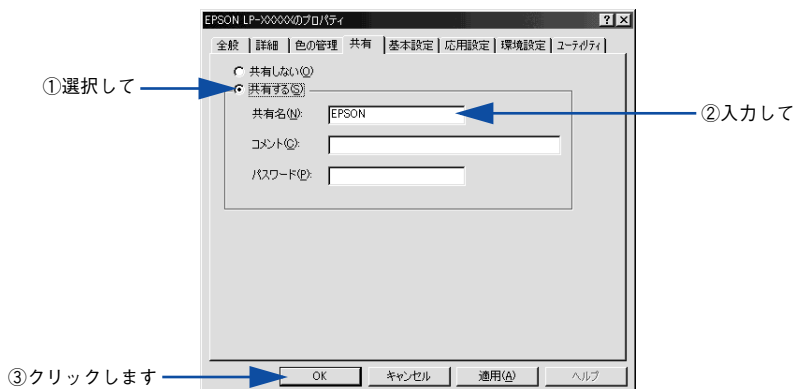 EPSON LP-XXXXXのプロパティ
全般 詳細 色の管理 共有 基本設定 応用設定 環境設定 ユーティリティ
共有しない(O)
①選択して
共有する(S)
共有名(N): EPSON
②入力して
コメント(C):
パスワード(P):
③クリックします
OK キャンセル 適用(A) ヘルプ